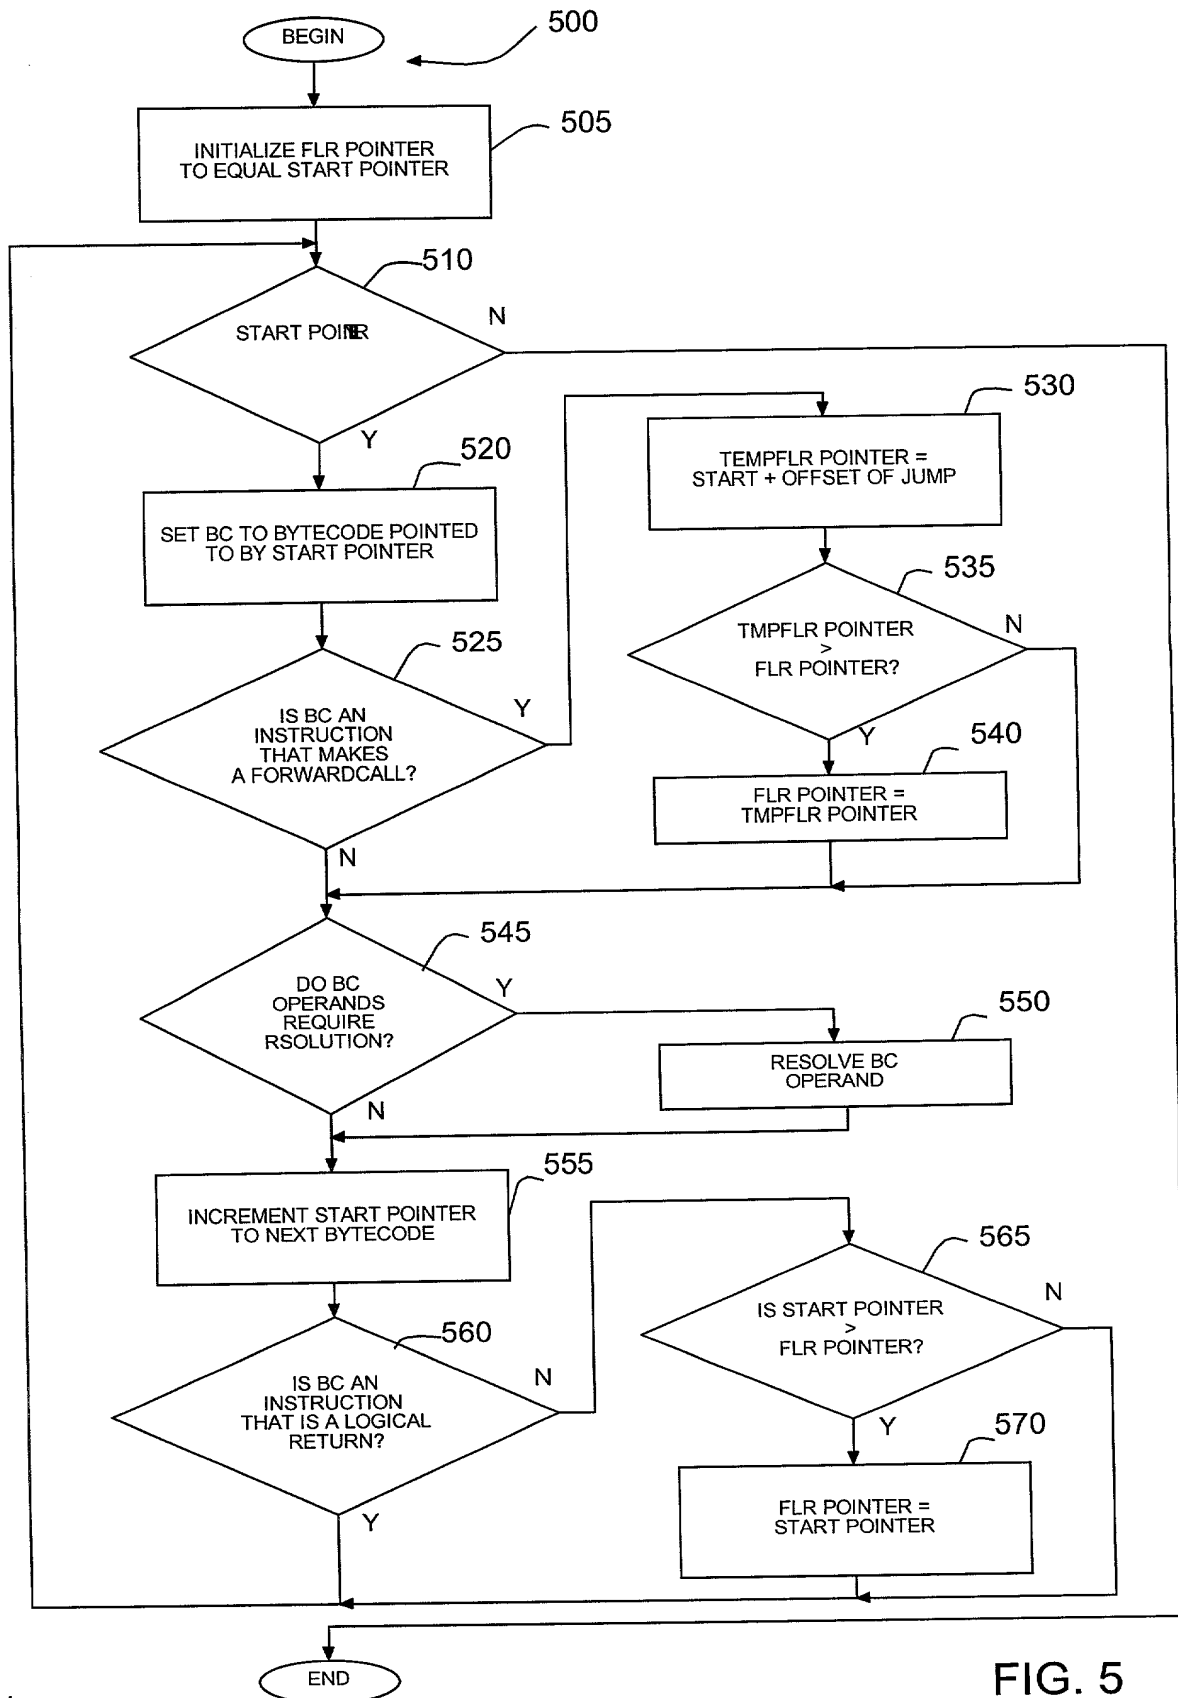 BEGIN
500
505
INITIALIZE FLR POINTER
TO EQUAL START POINTER
510
START
N
Y
520
SET BC TO BYTECODE POINTED
TO BY START POINTER
530
TEMPFLR POINTER =
START + OFFSET OF JUMP
525
IS BC AN
INSTRUCTION
THAT MAKES
A FORWARDCALL?
Y
N
535
TMPFLR POINTER
>
FLR POINTER?
N
Y
540
FLR POINTER =
TMPFLR POINTER
545
DO BC
OPERANDS
REQUIRE
RSOLUTION?
Y
N
550
RESOLVE BC
OPERAND
555
INCREMENT START POINTER
TO NEXT BYTECODE
560
IS BC AN
INSTRUCTION
THAT IS A LOGICAL
RETURN?
N
Y
565
IS START POINTER
>
FLR POINTER?
N
Y
570
FLR POINTER =
START POINTER
END
FIG. 5